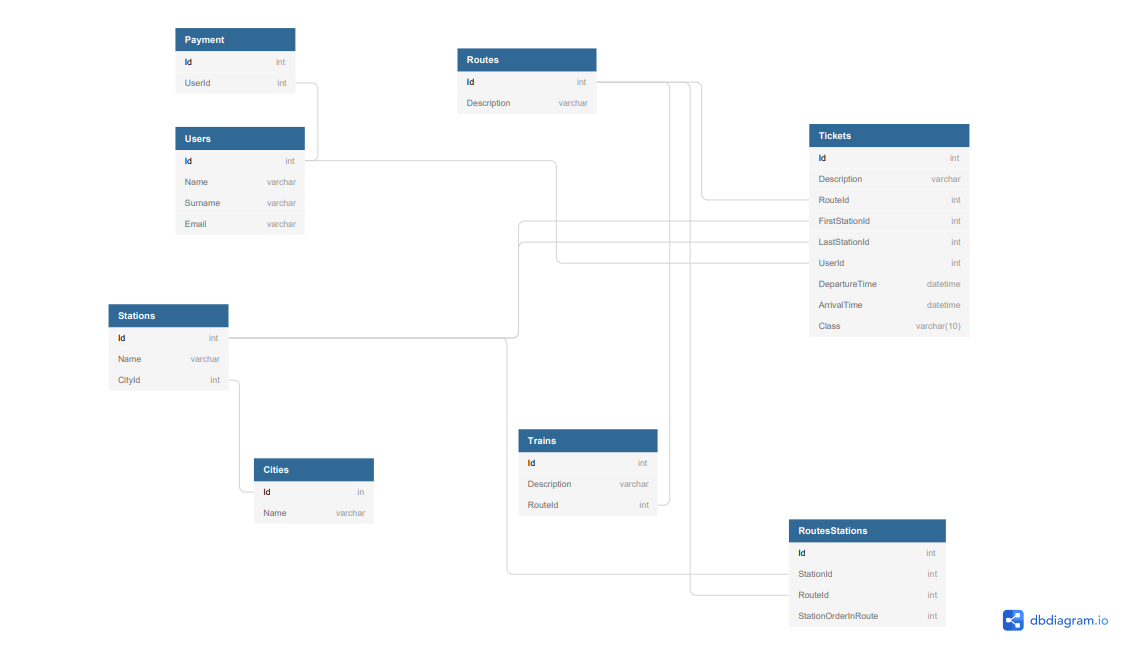 Payment
Id int
UserId int
Users
Id int
Name varchar
Surname varchar
Email varchar
Routes
Id int
Description varchar
Tickets
Id int
Description varchar
RouteId int
FirstStationId int
LastStationId int
UserId int
DepartureTime datetime
ArrivalTime datetime
Class varchar(10)
Stations
Id int
Name varchar
CityId int
Cities
Id in
Name varchar
Trains
Id int
Description varchar
RouteId int
RoutesStations
Id int
StationId int
RouteId int
StationOrderInRoute int
dbdiagram.io